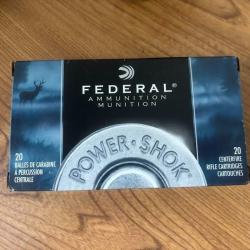 FEDERAL®
AMMUNITION
MUNITION
20
BALLES DE CARABINE
A PERCUSSION
CENTRALE
20
CENTERFIRE
RIFLE CARTRIDGES
CARTOUCHES
POWER·SHOK